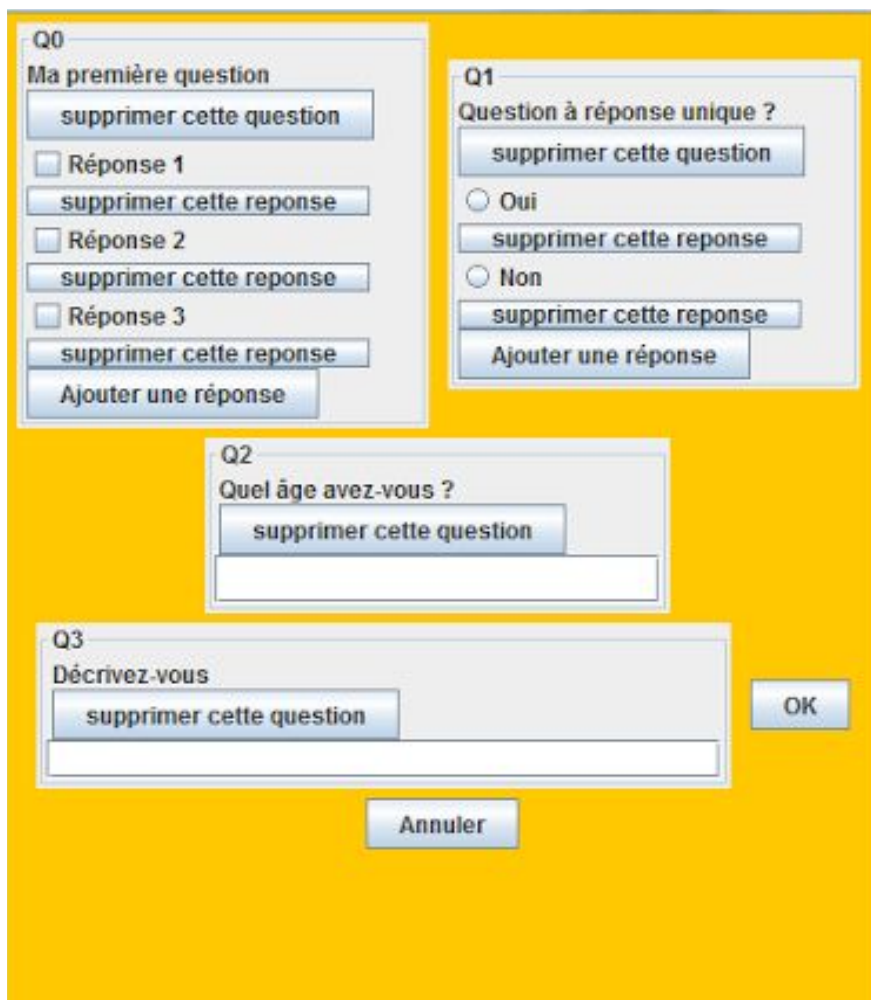 Q0
Ma première question
supprimer cette question
Réponse 1
supprimer cette reponse
Réponse 2
supprimer cette reponse
Réponse 3
supprimer cette reponse
Ajouter une réponse
Q1
Question à réponse unique ?
supprimer cette question
Oui
supprimer cette reponse
Non
supprimer cette reponse
Ajouter une réponse
Q2
Quel âge avez-vous ?
supprimer cette question
Q3
Décrivez-vous
supprimer cette question
OK
Annuler